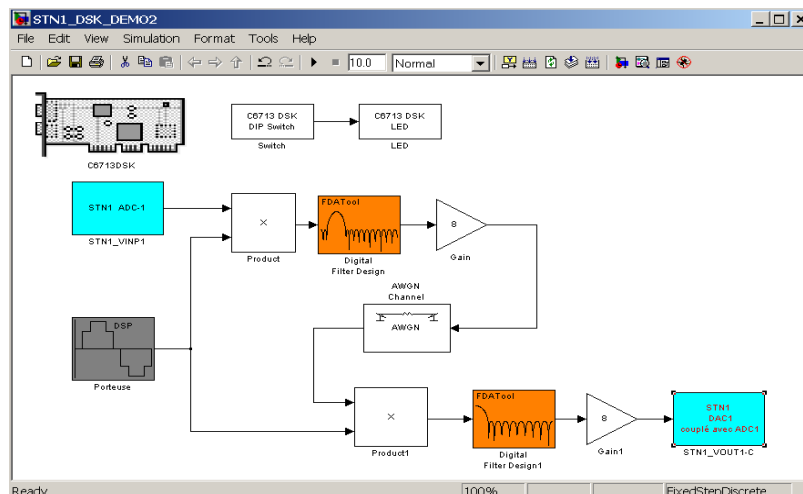 STN1_DSK_DEMO2
File Edit View Simulation Format Tools Help
10.0 Normal
C6713DSK
C6713 DSK
DIP Switch
Switch
C6713 DSK
LED
LED
STN1 ADC-1
STN1_VINP1
×
Product
FDATool
Digital
Filter Design
8
Gain
AWGN
Channel
AWGN
DSP
Porteuse
×
Product1
FDATool
Digital
Filter Design1
8
Gain1
STN1
DAC1
couplé avec ADC1
STN1_VOUT1-C
Ready 100% FixedStepDiscrete